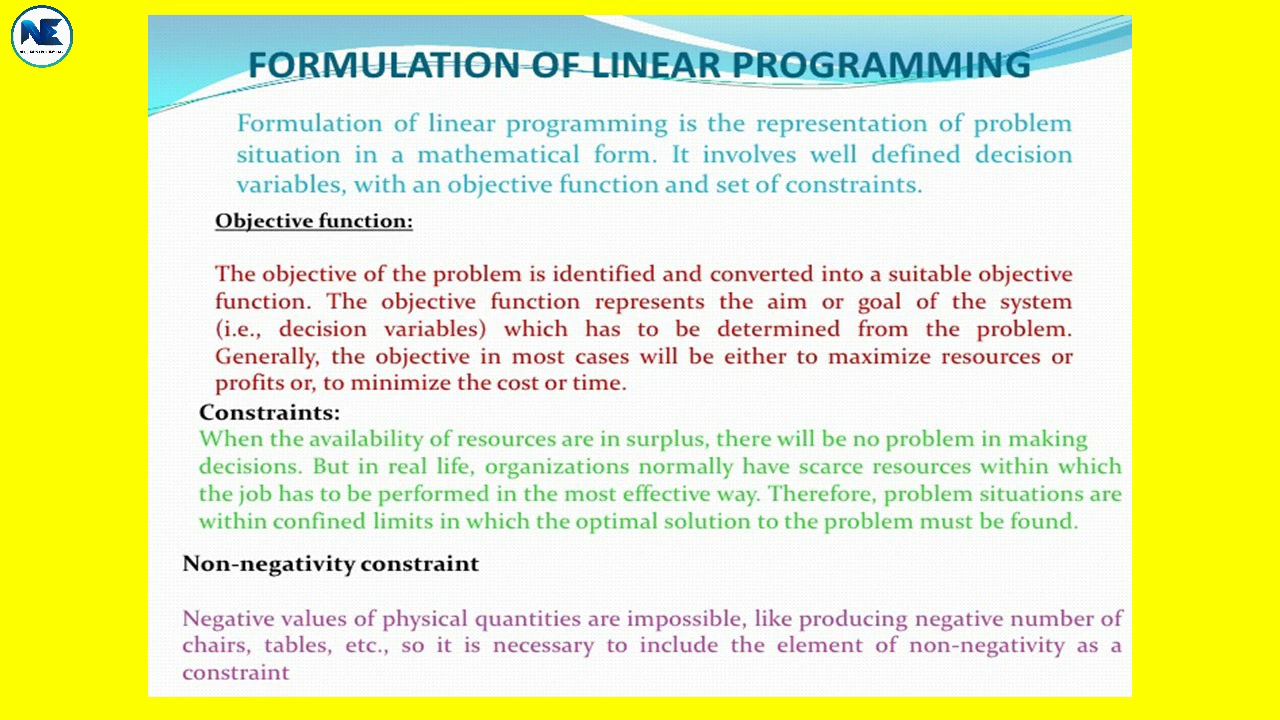 NE
FORMULATION OF LINEAR PROGRAMMING
Formulation of linear programming is the representation of problem
situation in a mathematical form. It involves well defined decision
variables, with an objective function and set of constraints.
Objective function:
The objective of the problem is identified and converted into a suitable objective
function. The objective function represents the aim or goal of the system
(i.e., decision variables) which has to be determined from the problem.
Generally, the objective in most cases will be either to maximize resources or
profits or, to minimize the cost or time.
Constraints:
When the availability of resources are in surplus, there will be no problem in making
decisions. But in real life, organizations normally have scarce resources within which
the job has to be performed in the most effective way. Therefore, problem situations are
within confined limits in which the optimal solution to the problem must be found.
Non-negativity constraint
Negative values of physical quantities are impossible, like producing negative number of
chairs, tables, etc., so it is necessary to include the element of non-negativity as a
constraint